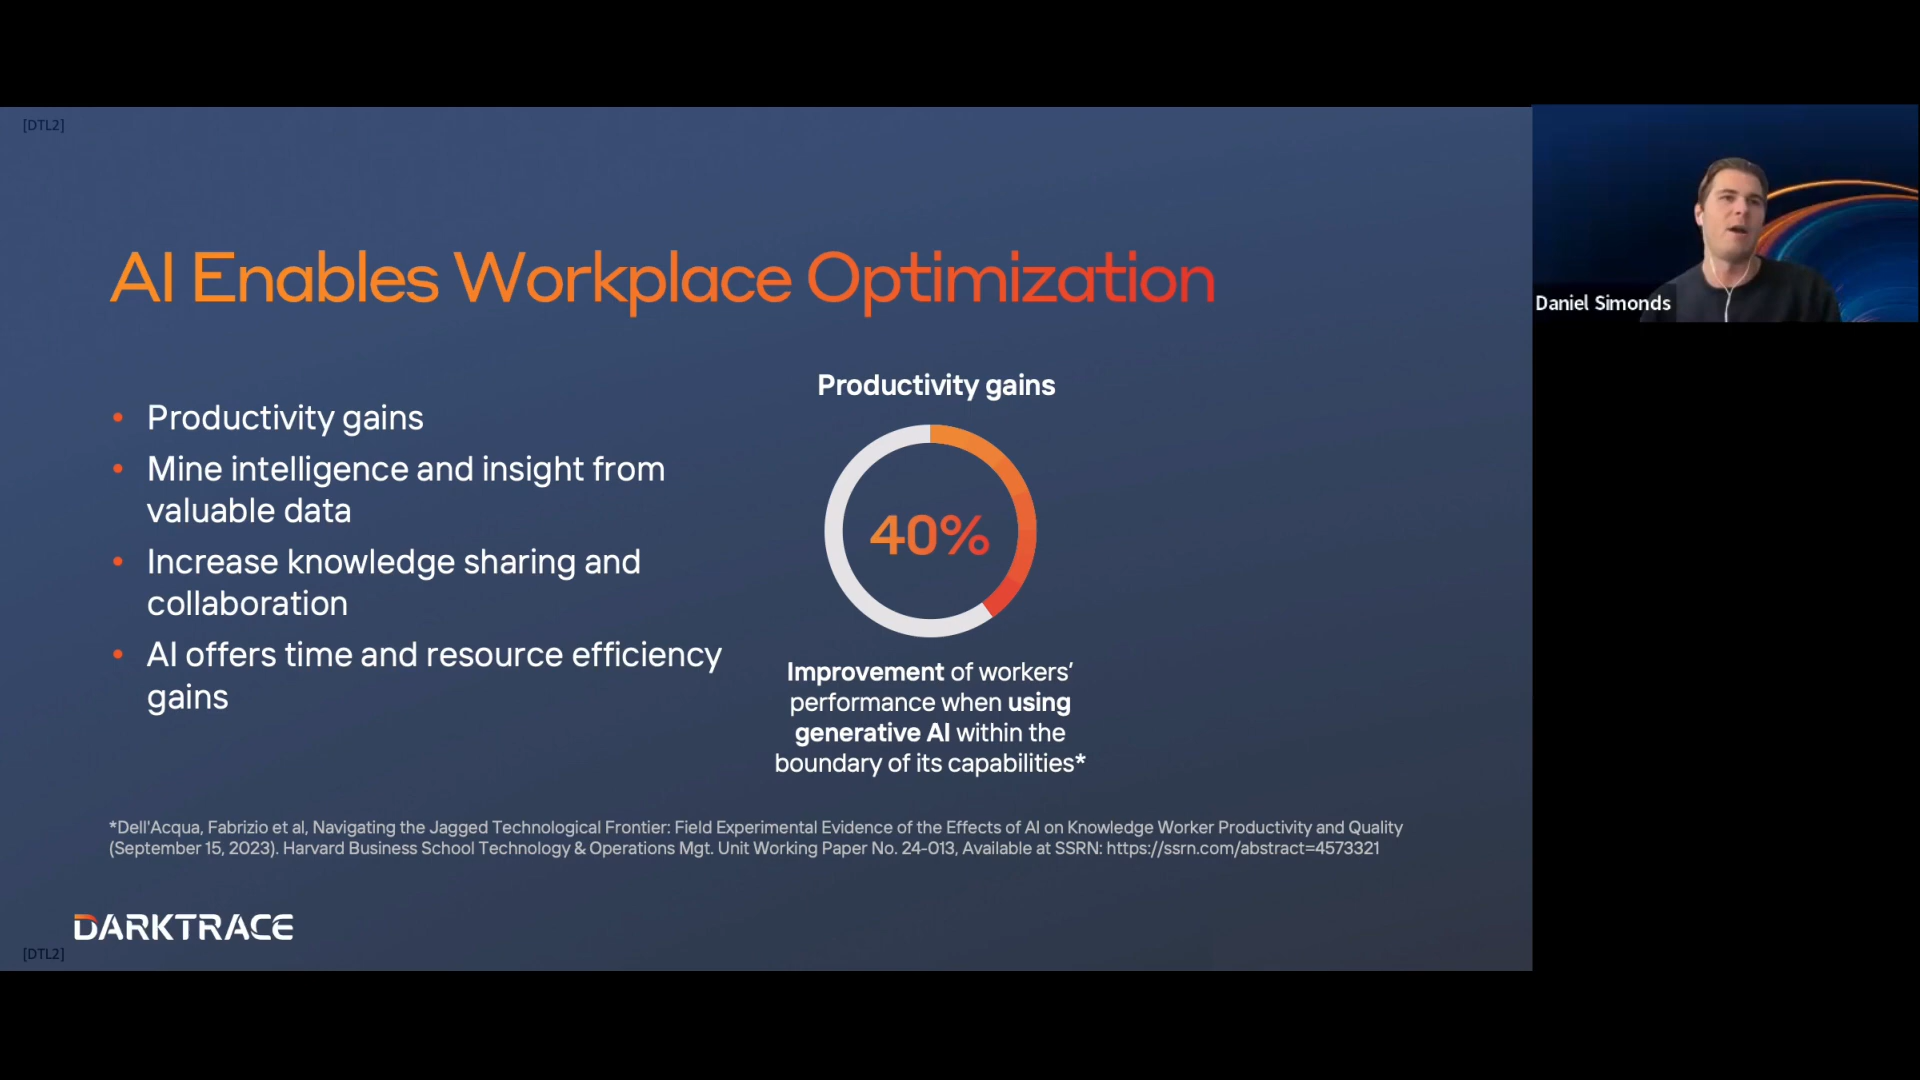 [DTL2]
AI Enables Workplace Optimization
• Productivity gains
• Mine intelligence and insight from
valuable data
• Increase knowledge sharing and
collaboration
• AI offers time and resource efficiency
gains
Productivity gains
40%
Improvement of workers’
performance when using
generative AI within the
boundary of its capabilities*
*Dell'Acqua, Fabrizio et al, Navigating the Jagged Technological Frontier: Field Experimental Evidence of the Effects of AI on Knowledge Worker Productivity and Quality
(September 15, 2023). Harvard Business School Technology & Operations Mgt. Unit Working Paper No. 24-013, Available at SSRN: https://ssrn.com/abstract=4573321
DARKTRACE
[DTL2]
Daniel Simonds